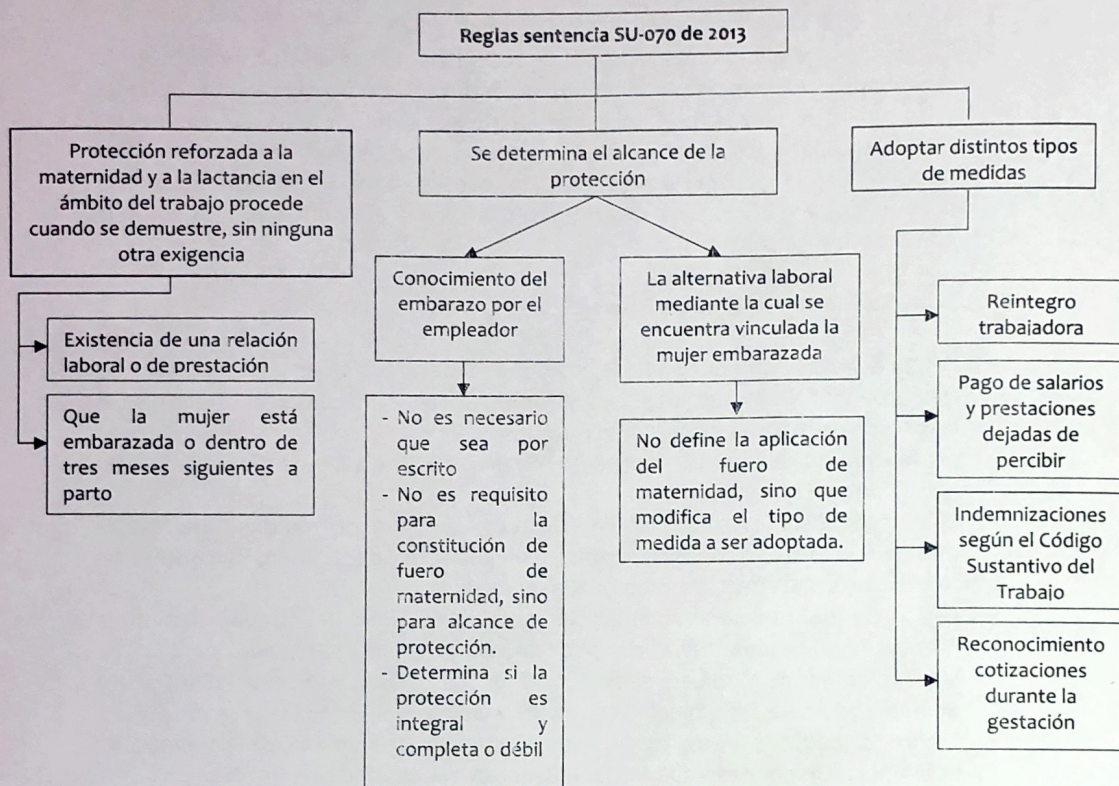 Reglas sentencia SU-070 de 2013
Protección reforzada a la
maternidad y a la lactancia en el
ámbito del trabajo procede
cuando se demuestre, sin ninguna
otra exigencia
Existencia de una relación
laboral o de prestación
Que la mujer está
embarazada o dentro de
tres meses siguientes a
parto
Se determina el alcance de la
protección
Conocimiento del
embarazo por el
empleador
- No es necesario
que sea por
escrito
- No es requisito
para la
constitución de
fuero de
maternidad, sino
para alcance de
protección.
- Determina si la
protección es
integral y
completa o débil
La alternativa laboral
mediante la cual se
encuentra vinculada la
mujer embarazada
No define la aplicación
del fuero de
maternidad, sino que
modifica el tipo de
medida a ser adoptada.
Adoptar distintos tipos
de medidas
Reintegro
trabajadora
Pago de salarios
y prestaciones
dejadas de
percibir
Indemnizaciones
según el Código
Sustantivo del
Trabajo
Reconocimiento
cotizaciones
durante la
gestación